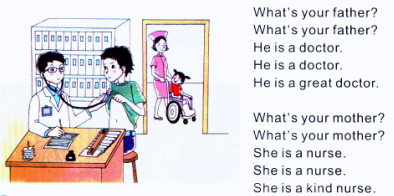 What's your father?
What's your father?
He is a doctor.
He is a doctor.
He is a great doctor.
What's your mother?
What's your mother?
She is a nurse.
She is a nurse.
She is a kind nurse.